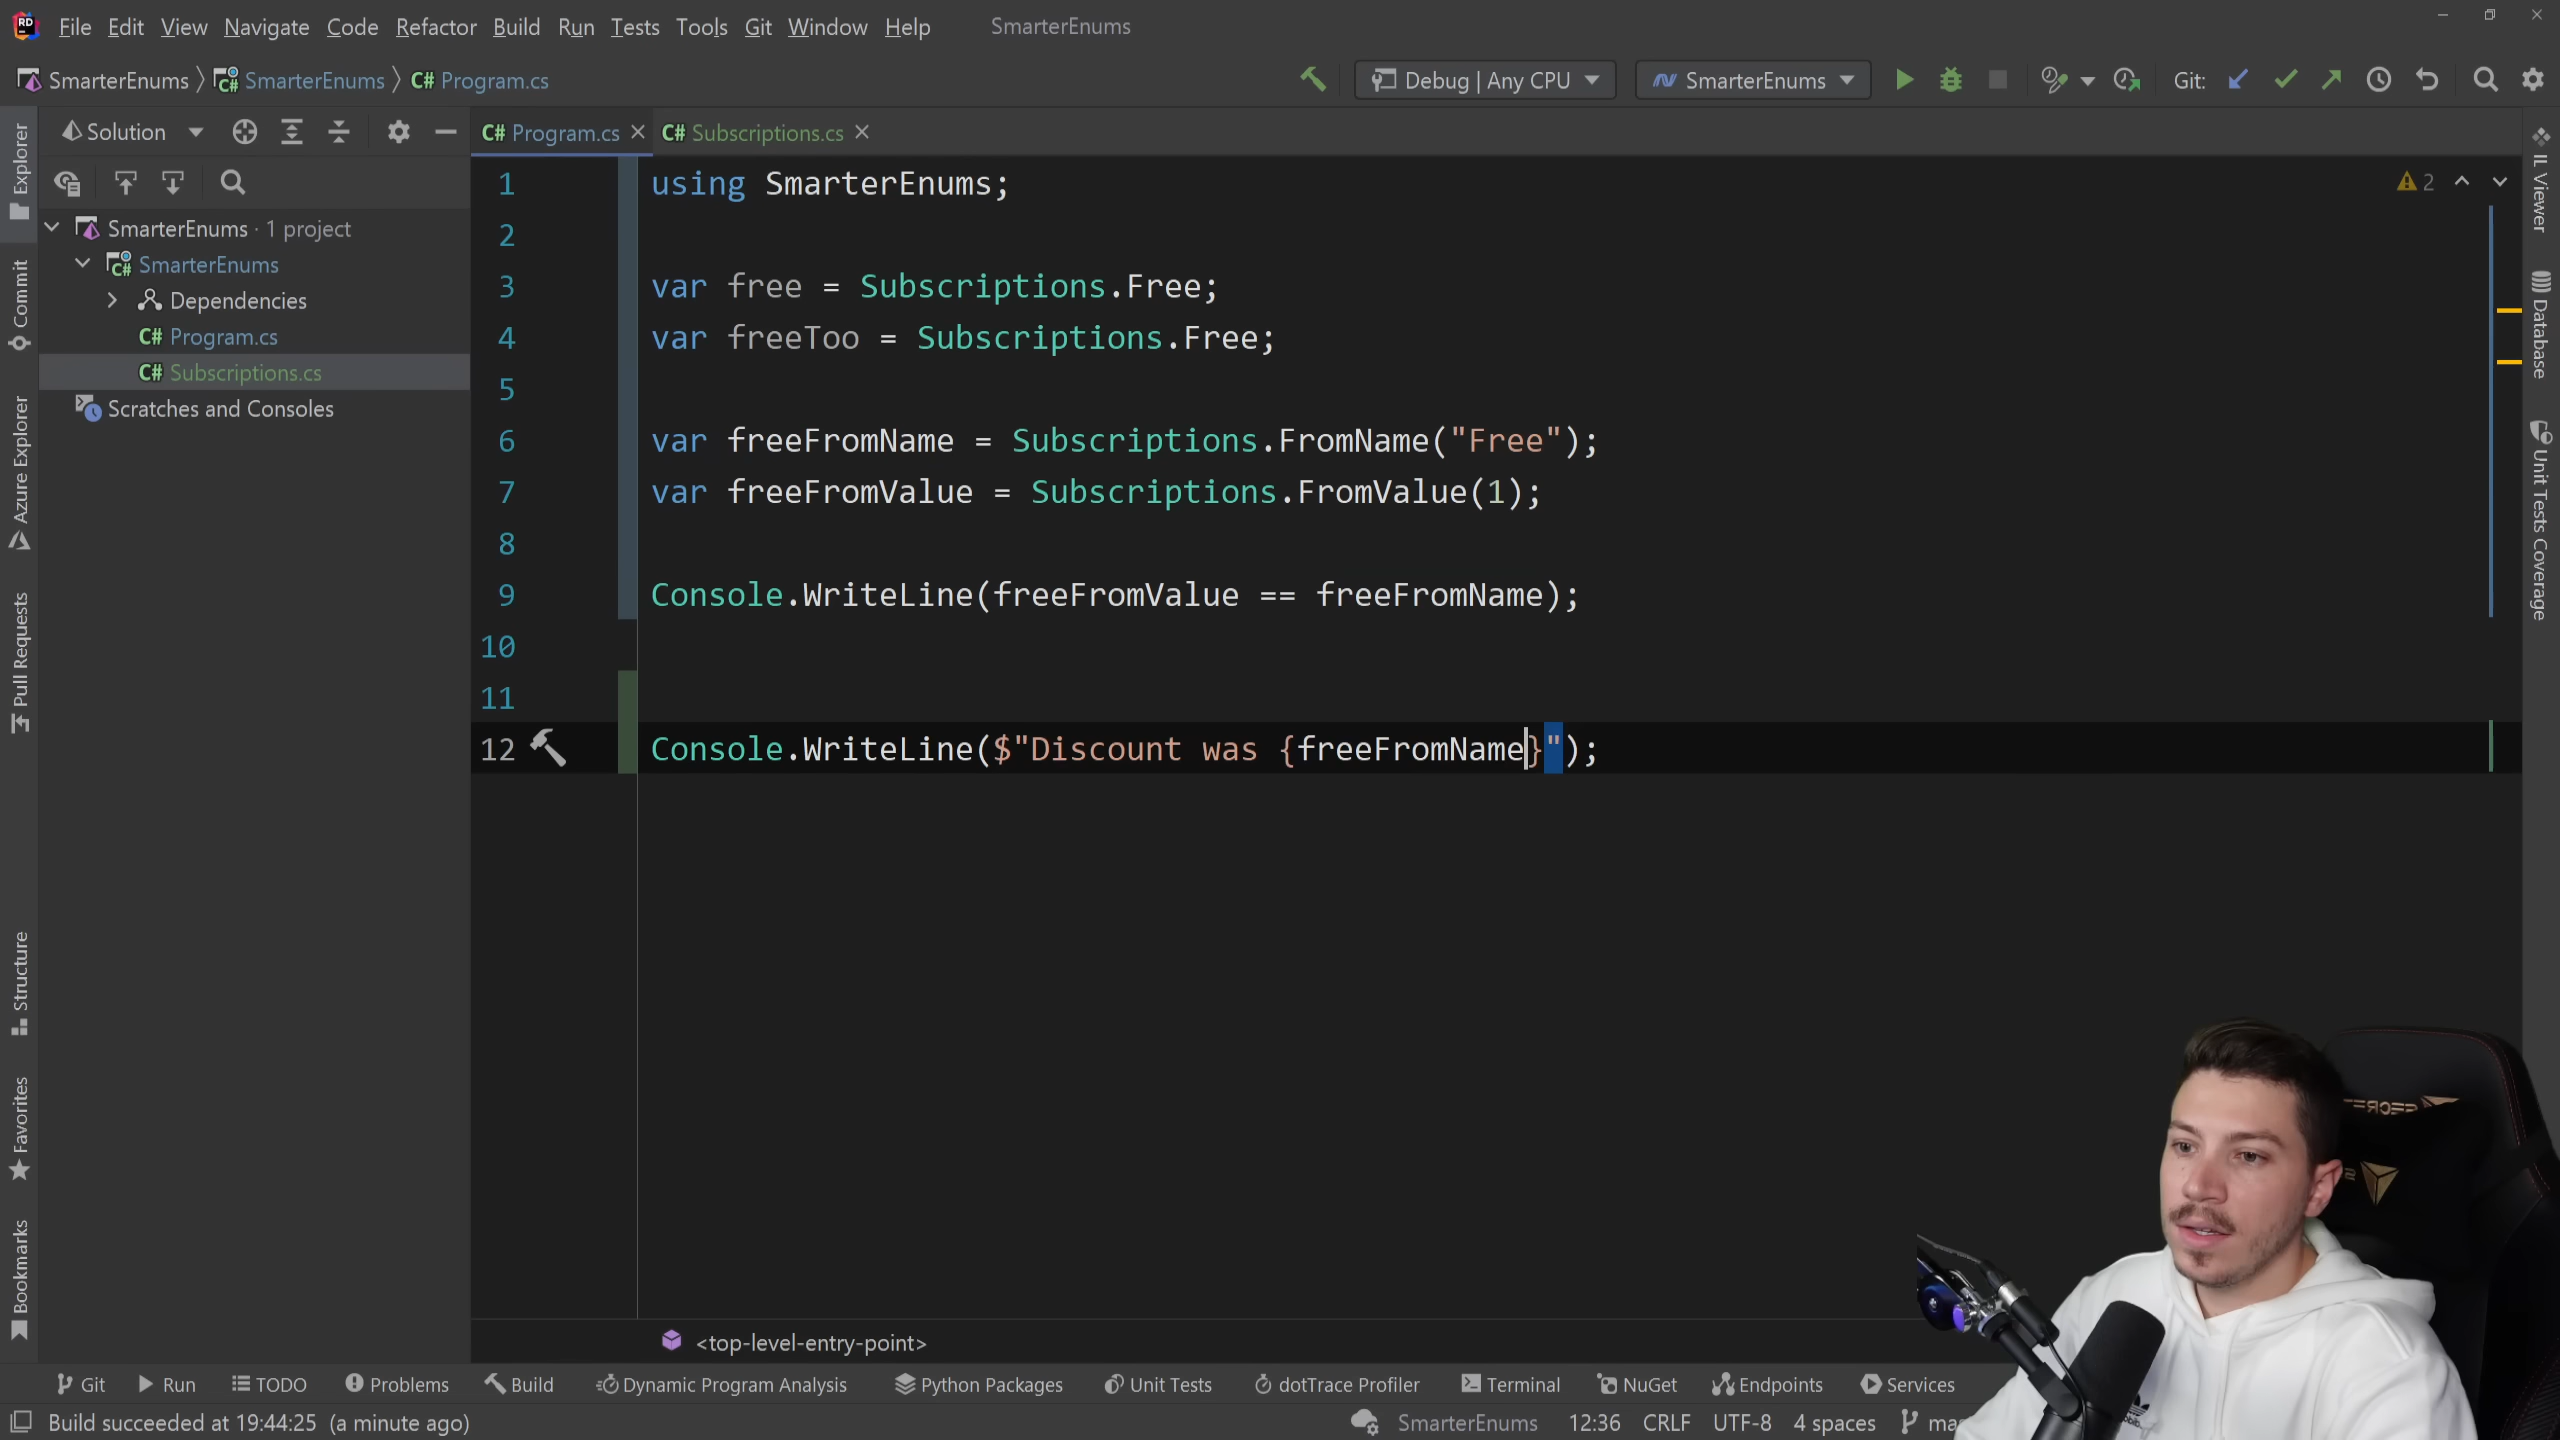 RD File Edit View Navigate Code Refactor Build Run Tests Tools Git Window Help SmarterEnums
SmarterEnums SmarterEnums C# Program.cs Debug | Any CPU SmarterEnums Git:
Solution
C# Program.cs C# Subscriptions.cs
SmarterEnums · 1 project
SmarterEnums
Dependencies
C# Program.cs
C# Subscriptions.cs
Scratches and Consoles
Explorer
Commit
Azure Explorer
Pull Requests
Structure
Favorites
Bookmarks
1 using SmarterEnums;
2
3 var free = Subscriptions.Free;
4 var freeToo = Subscriptions.Free;
5
6 var freeFromName = Subscriptions.FromName("Free");
7 var freeFromValue = Subscriptions.FromValue(1);
8
9 Console.WriteLine(freeFromValue == freeFromName);
10
11
12 Console.WriteLine($"Discount was {freeFromName}");
2
IL Viewer
Database
Unit Tests Coverage
SECRE
<top-level-entry-point>
Git Run TODO Problems Build Dynamic Program Analysis Python Packages Unit Tests dotTrace Profiler Terminal NuGet Endpoints Services
Build succeeded at 19:44:25 (a minute ago) SmarterEnums 12:36 CRLF UTF-8 4 spaces